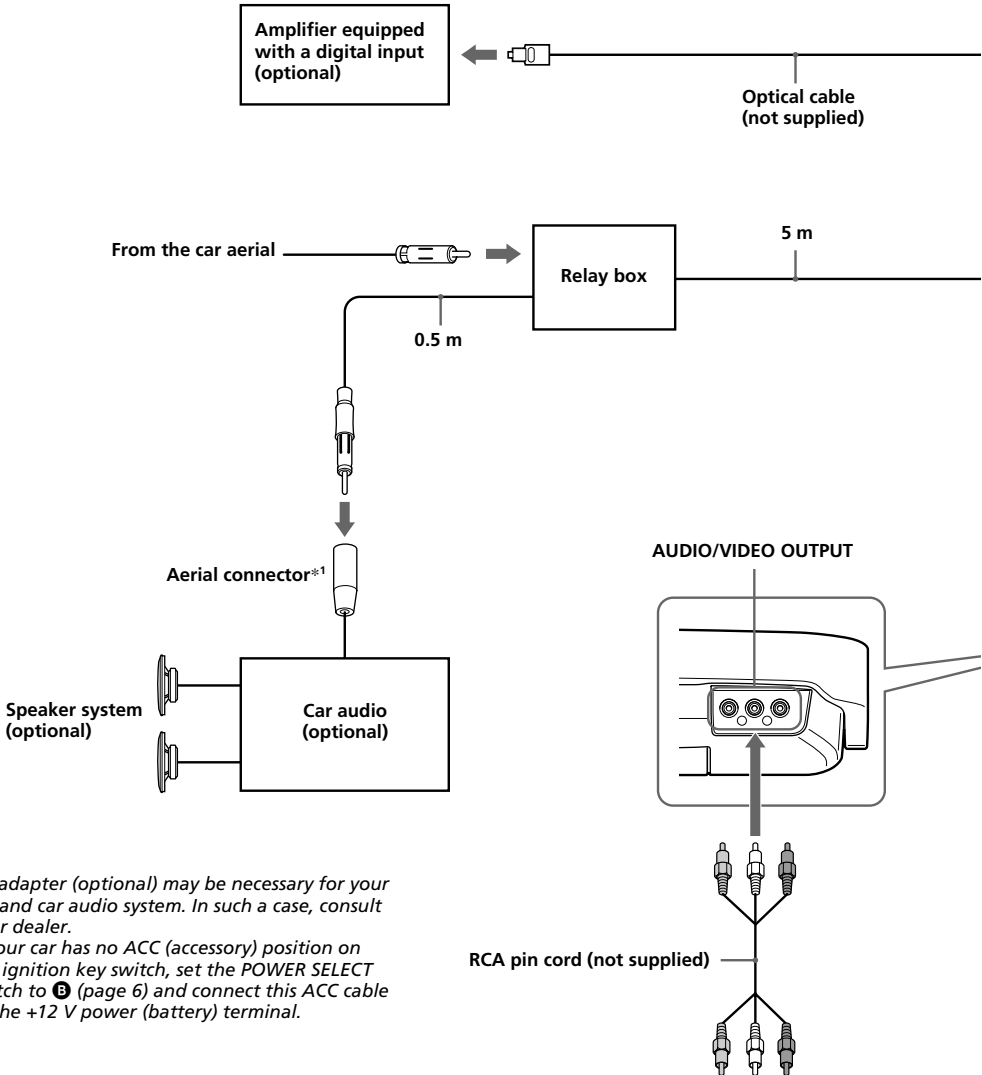 Amplifier equipped
with a digital input
(optional)
Optical cable
(not supplied)
From the car aerial
Relay box
5 m
0.5 m
Aerial connector*1
AUDIO/VIDEO OUTPUT
Speaker system
(optional)
Car audio
(optional)
adapter (optional) may be necessary for your
and car audio system. In such a case, consult
r dealer.
our car has no ACC (accessory) position on
ignition key switch, set the POWER SELECT
tch to B (page 6) and connect this ACC cable
he +12 V power (battery) terminal.
RCA pin cord (not supplied)